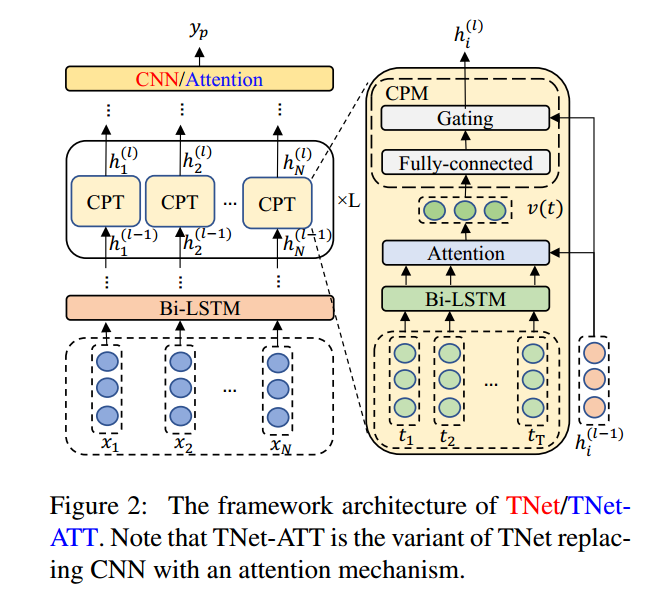 y_p
CNN/Attention
... ... ...
h_1^(l) h_2^(l) h_N^(l)
CPT CPT ... CPT
×L
h_1^(l-1) h_2^(l-1) h_N^(l-1)
... ... ...
Bi-LSTM
...
x_1 x_2 x_N
h_i^(l)
CPM
Gating
Fully-connected
v(t)
Attention
Bi-LSTM
...
t_1 t_2 t_T h_i^(l-1)
Figure 2: The framework architecture of TNet/TNet-
ATT. Note that TNet-ATT is the variant of TNet replac-
ing CNN with an attention mechanism.